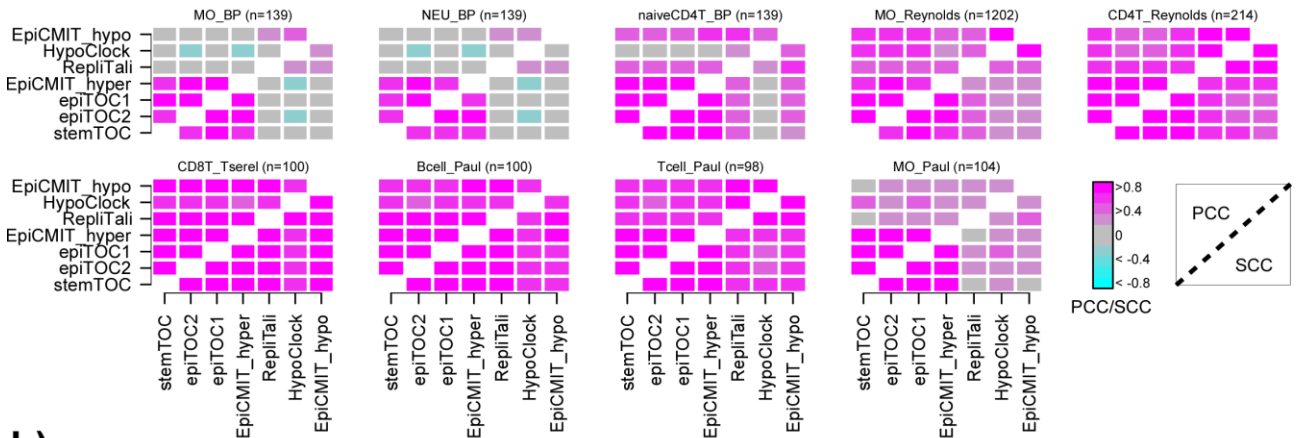 MO_BP (n=139)
NEU_BP (n=139)
naiveCD4T_BP (n=139)
MO_Reynolds (n=1202)
CD4T_Reynolds (n=214)
EpiCMIT_hypo
HypoClock
RepliTali
EpiCMIT_hyper
epiTOC1
epiTOC2
stemTOC
CD8T_Tserel (n=100)
Bcell_Paul (n=100)
Tcell_Paul (n=98)
MO_Paul (n=104)
EpiCMIT_hypo
HypoClock
RepliTali
EpiCMIT_hyper
epiTOC1
epiTOC2
stemTOC
>0.8
>0.4
0
< -0.4
< -0.8
PCC/SCC
PCC
SCC
stemTOC
epiTOC2
epiTOC1
EpiCMIT_hyper
RepliTali
HypoClock
EpiCMIT_hypo
stemTOC
epiTOC2
epiTOC1
EpiCMIT_hyper
RepliTali
HypoClock
EpiCMIT_hypo
stemTOC
epiTOC2
epiTOC1
EpiCMIT_hyper
RepliTali
HypoClock
EpiCMIT_hypo
stemTOC
epiTOC2
epiTOC1
EpiCMIT_hyper
RepliTali
HypoClock
EpiCMIT_hypo